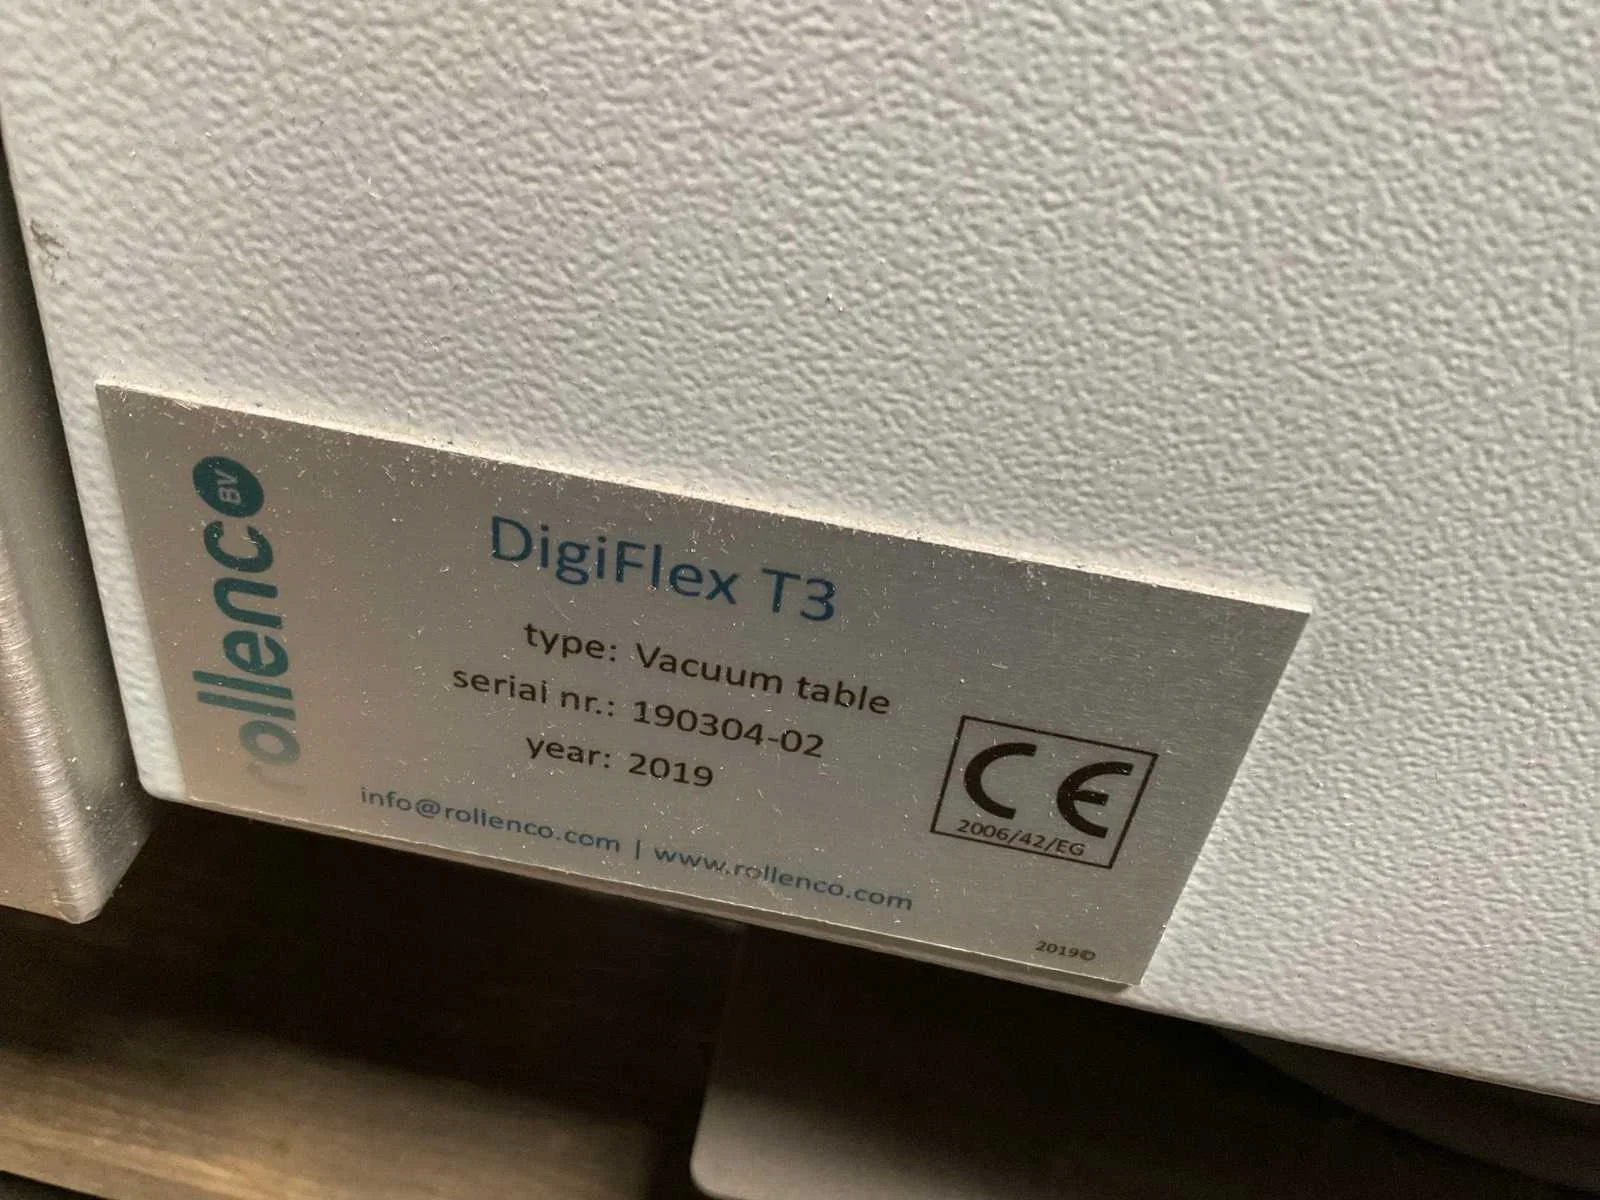 rollenco BV
DigiFlex T3
type: Vacuum table
serial nr.: 190304-02
year: 2019
CE
2006/42/EG
info@rollenco.com | www.rollenco.com
2019©